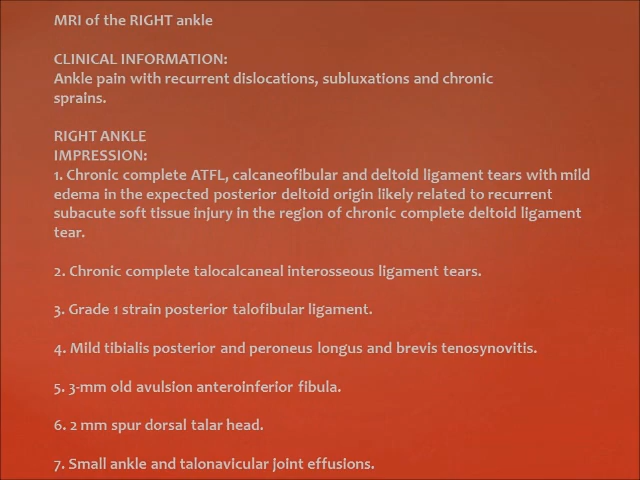 MRI of the RIGHT ankle
CLINICAL INFORMATION:
Ankle pain with recurrent dislocations, subluxations and chronic
sprains.
RIGHT ANKLE
IMPRESSION:
1. Chronic complete ATFL, calcaneofibular and deltoid ligament tears with mild
edema in the expected posterior deltoid origin likely related to recurrent
subacute soft tissue injury in the region of chronic complete deltoid ligament
tear.
2. Chronic complete talocalcaneal interosseous ligament tears.
3. Grade 1 strain posterior talofibular ligament.
4. Mild tibialis posterior and peroneus longus and brevis tenosynovitis.
5. 3-mm old avulsion anteroinferior fibula.
6. 2 mm spur dorsal talar head.
7. Small ankle and talonavicular joint effusions.